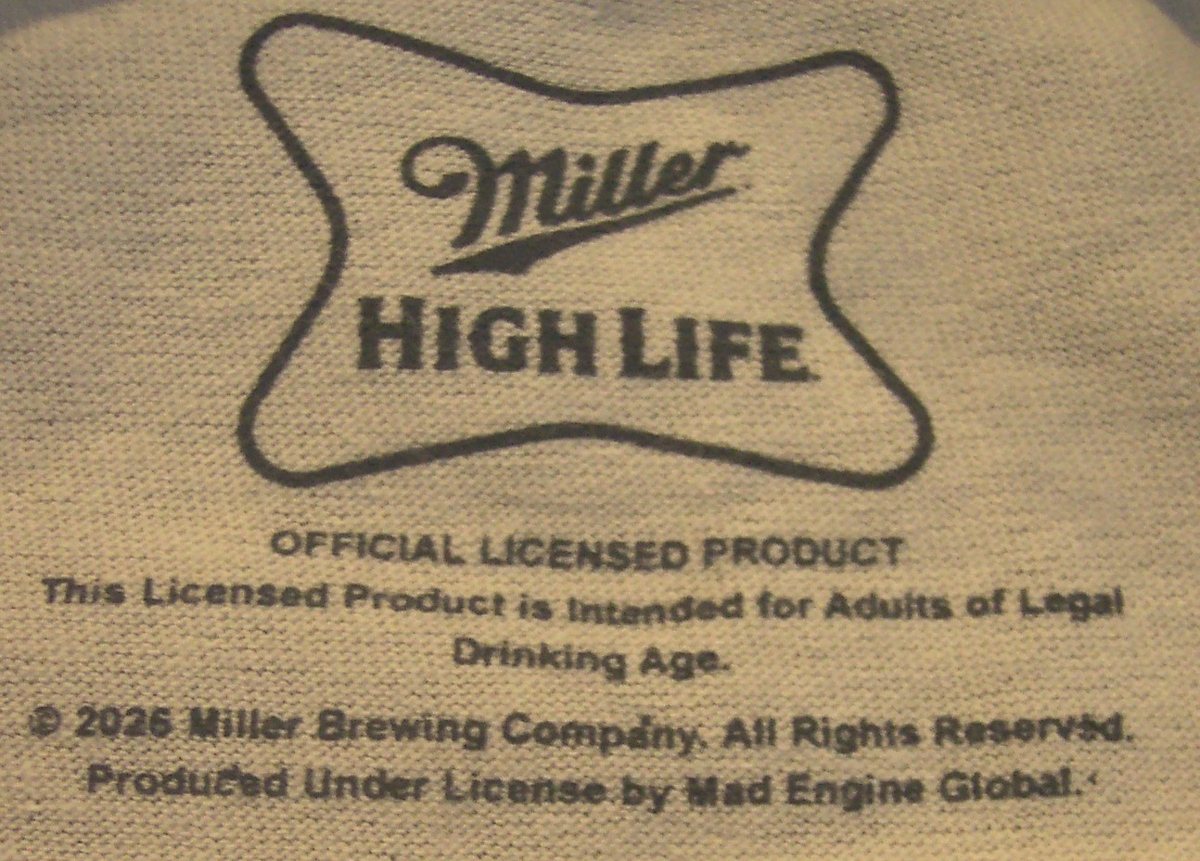 Miller
HIGH LIFE
OFFICIAL LICENSED PRODUCT
This Licensed Product is Intended for Adults of Legal
Drinking Age.
© 2026 Miller Brewing Company. All Rights Reserved.
Produced Under License by Mad Engine Global.